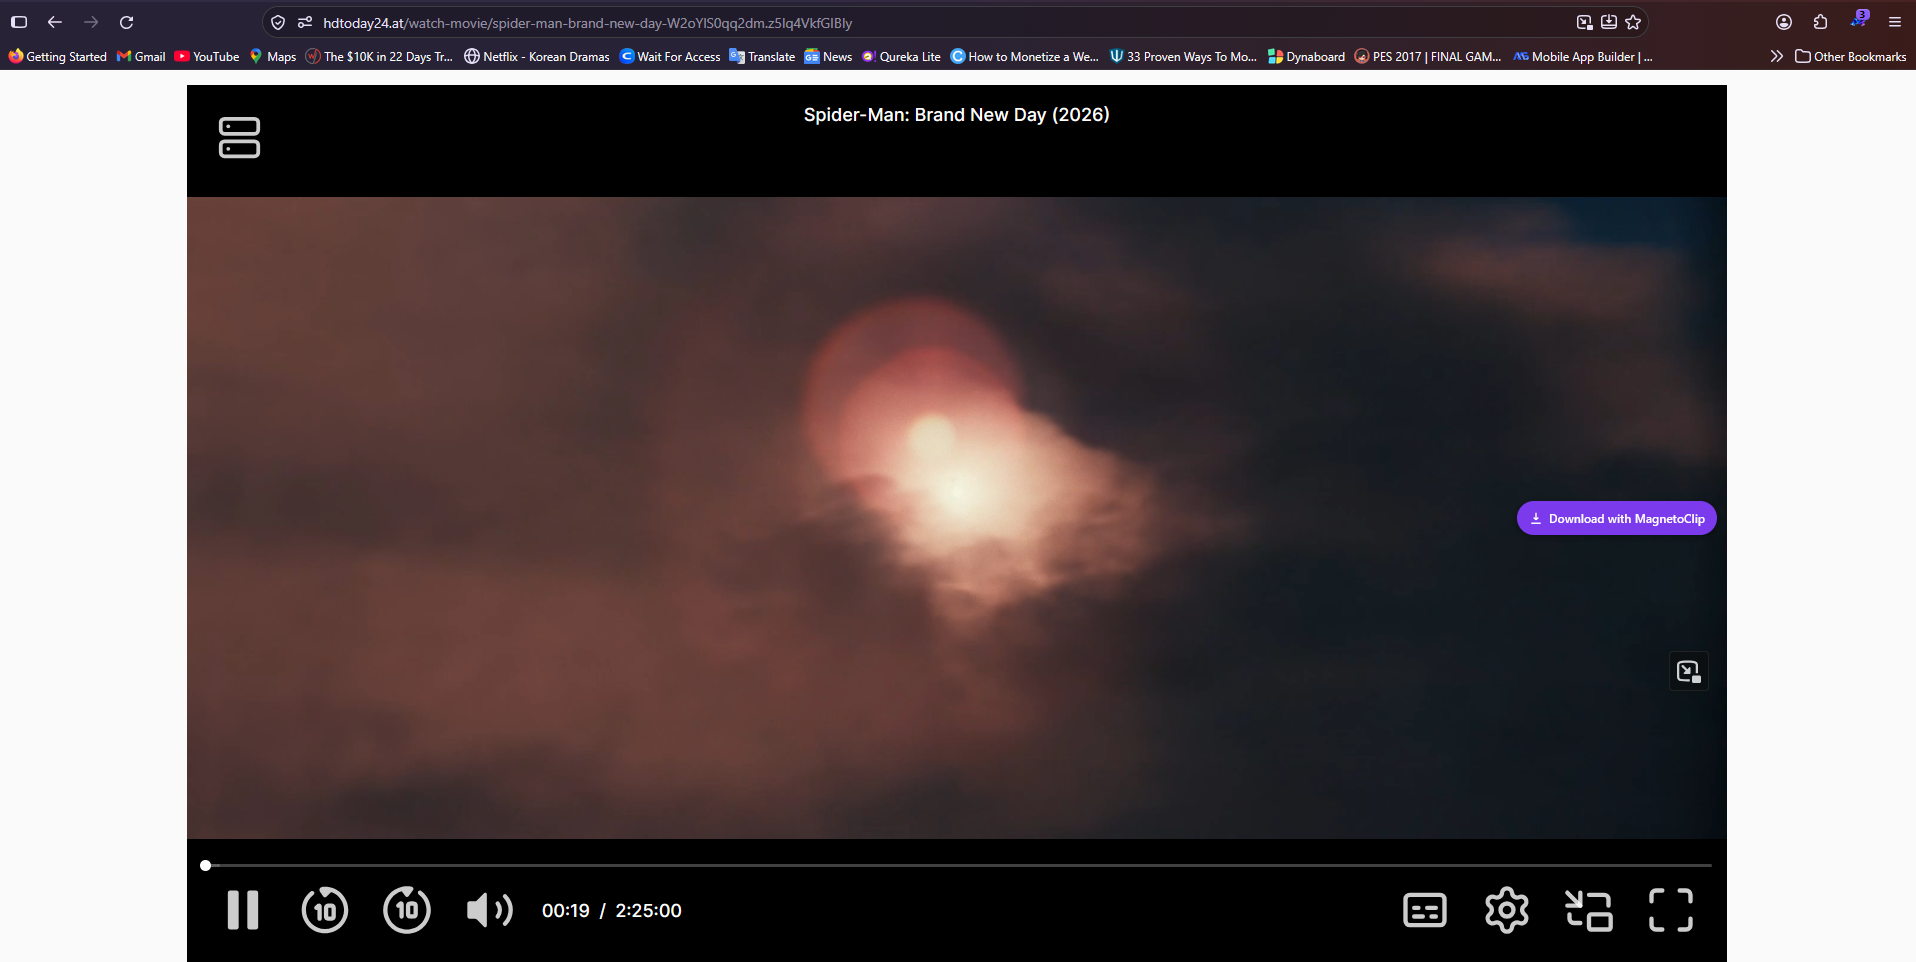 hdtoday24.at/watch-movie/spider-man-brand-new-day-W2oYlS0qq2dm.z5Iq4VkfGIBly
3
Getting Started Gmail YouTube Maps The $10K in 22 Days Tr... Netflix - Korean Dramas Wait For Access Translate News Qureka Lite How to Monetize a We... 33 Proven Ways To Mo... Dynaboard PES 2017 | FINAL GAM... Mobile App Builder | ... Other Bookmarks
Spider-Man: Brand New Day (2026)
Download with MagnetoClip
10 10 00:19 / 2:25:00